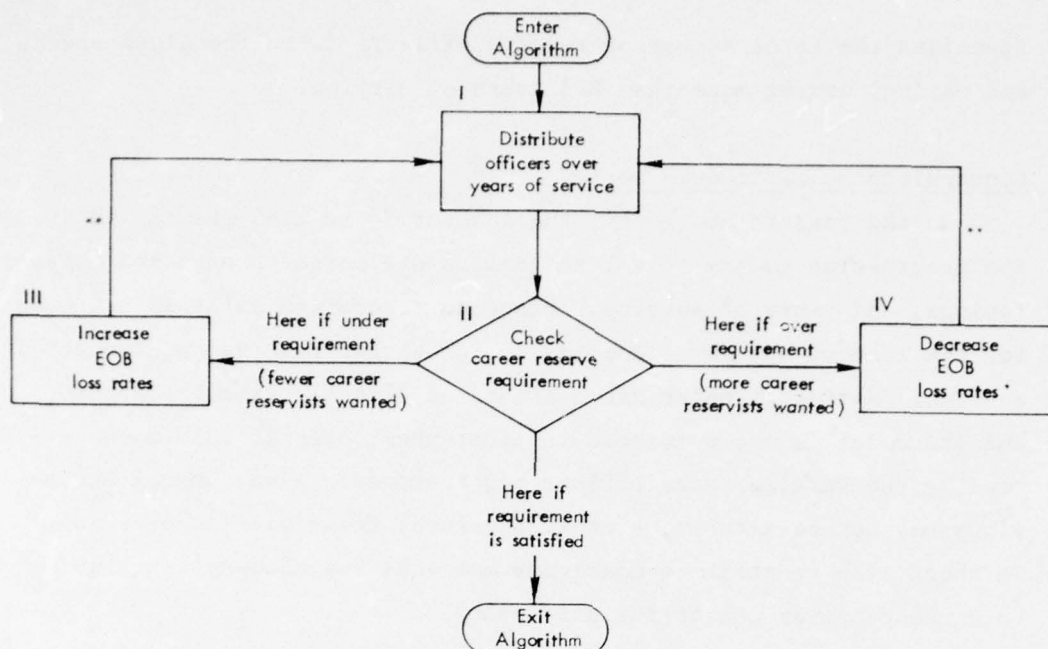 Enter
Algorithm
I
Distribute
officers over
years of service
III
Increase
EOB
loss rates
Here if under
requirement
(fewer career
reservists wanted)
II
Check
career reserve
requirement
Here if over
requirement
(more career
reservists wanted)
IV
Decrease
EOB
loss rates
Here if
requirement
is satisfied
Exit
Algorithm